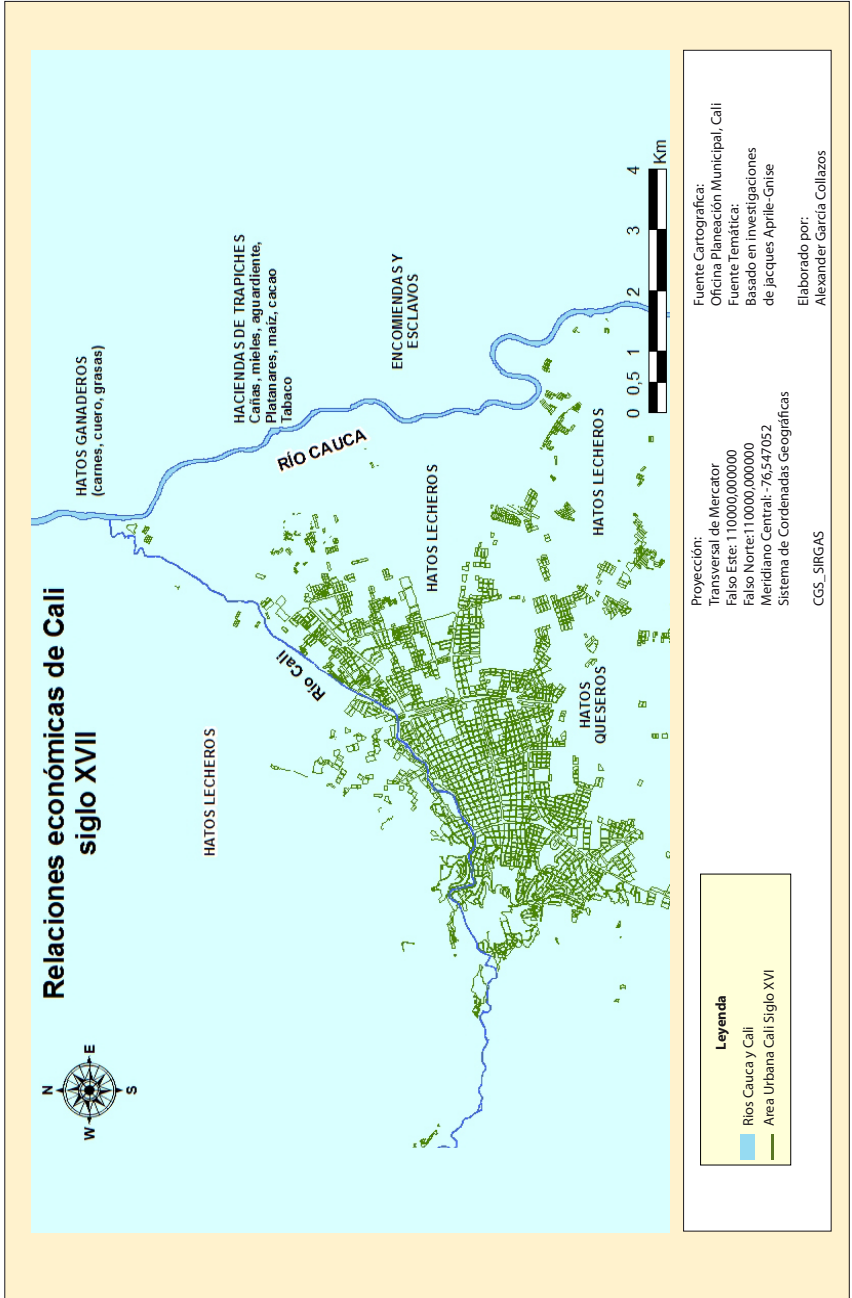 Relaciones económicas de Cali
siglo XVII
N
W
E
S
HATOS GANADEROS
(carnes, cuero, grasas)
HACIENDAS DE TRAPICHES
Cañas, mieles, aguardiente,
Platanares, maíz, cacao
Tabaco
ENCOMIENDAS Y
ESCLAVOS
RÍO CAUCA
Río Cali
HATOS LECHEROS
HATOS LECHEROS
HATOS LECHEROS
HATOS
QUESEROS
0 0,5 1 2 3 4
Km
Leyenda
Rios Cauca y Cali
Area Urbana Cali Siglo XVI
Proyección:
Transversal de Mercator
Falso Este: 110000,000000
Falso Norte:110000,000000
Meridiano Central: -76,547052
Sistema de Cordenadas Geográficas
CGS_SIRGAS
Fuente Cartografica:
Oficina Planeación Municipal, Cali
Fuente Temática:
Basado en investigaciones
de jacques Aprile-Gnise
Elaborado por:
Alexander García Collazos